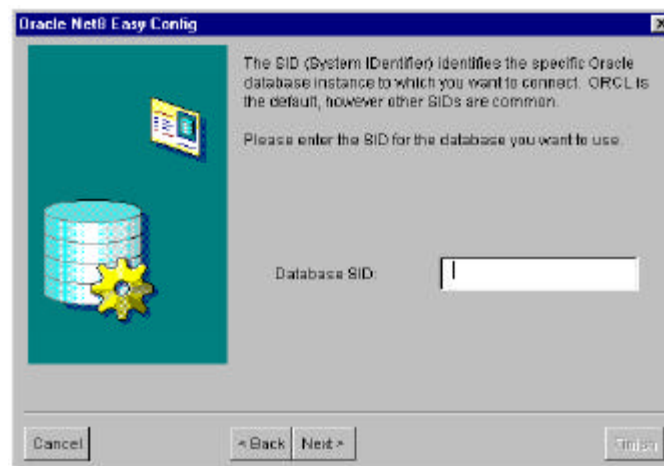 Oracle Net8 Easy Config
The SID (System IDentifier) identifies the specific Oracle
database instance to which you want to connect. ORCL is
the default, however other SIDs are common.
Please enter the SID for the database you want to use.
Database SID:
Cancel
< Back
Next >
Finish